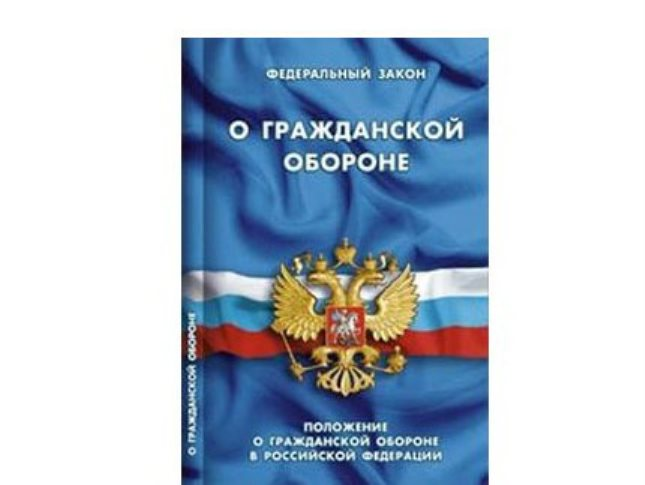 ФЕДЕРАЛЬНЫЙ ЗАКОН
О ГРАЖДАНСКОЙ
ОБОРОНЕ
ПОЛОЖЕНИЕ
О ГРАЖДАНСКОЙ ОБОРОНЕ
В РОССИЙСКОЙ ФЕДЕРАЦИИ
О ГРАЖДАНСКОЙ ОБОРОНЕ